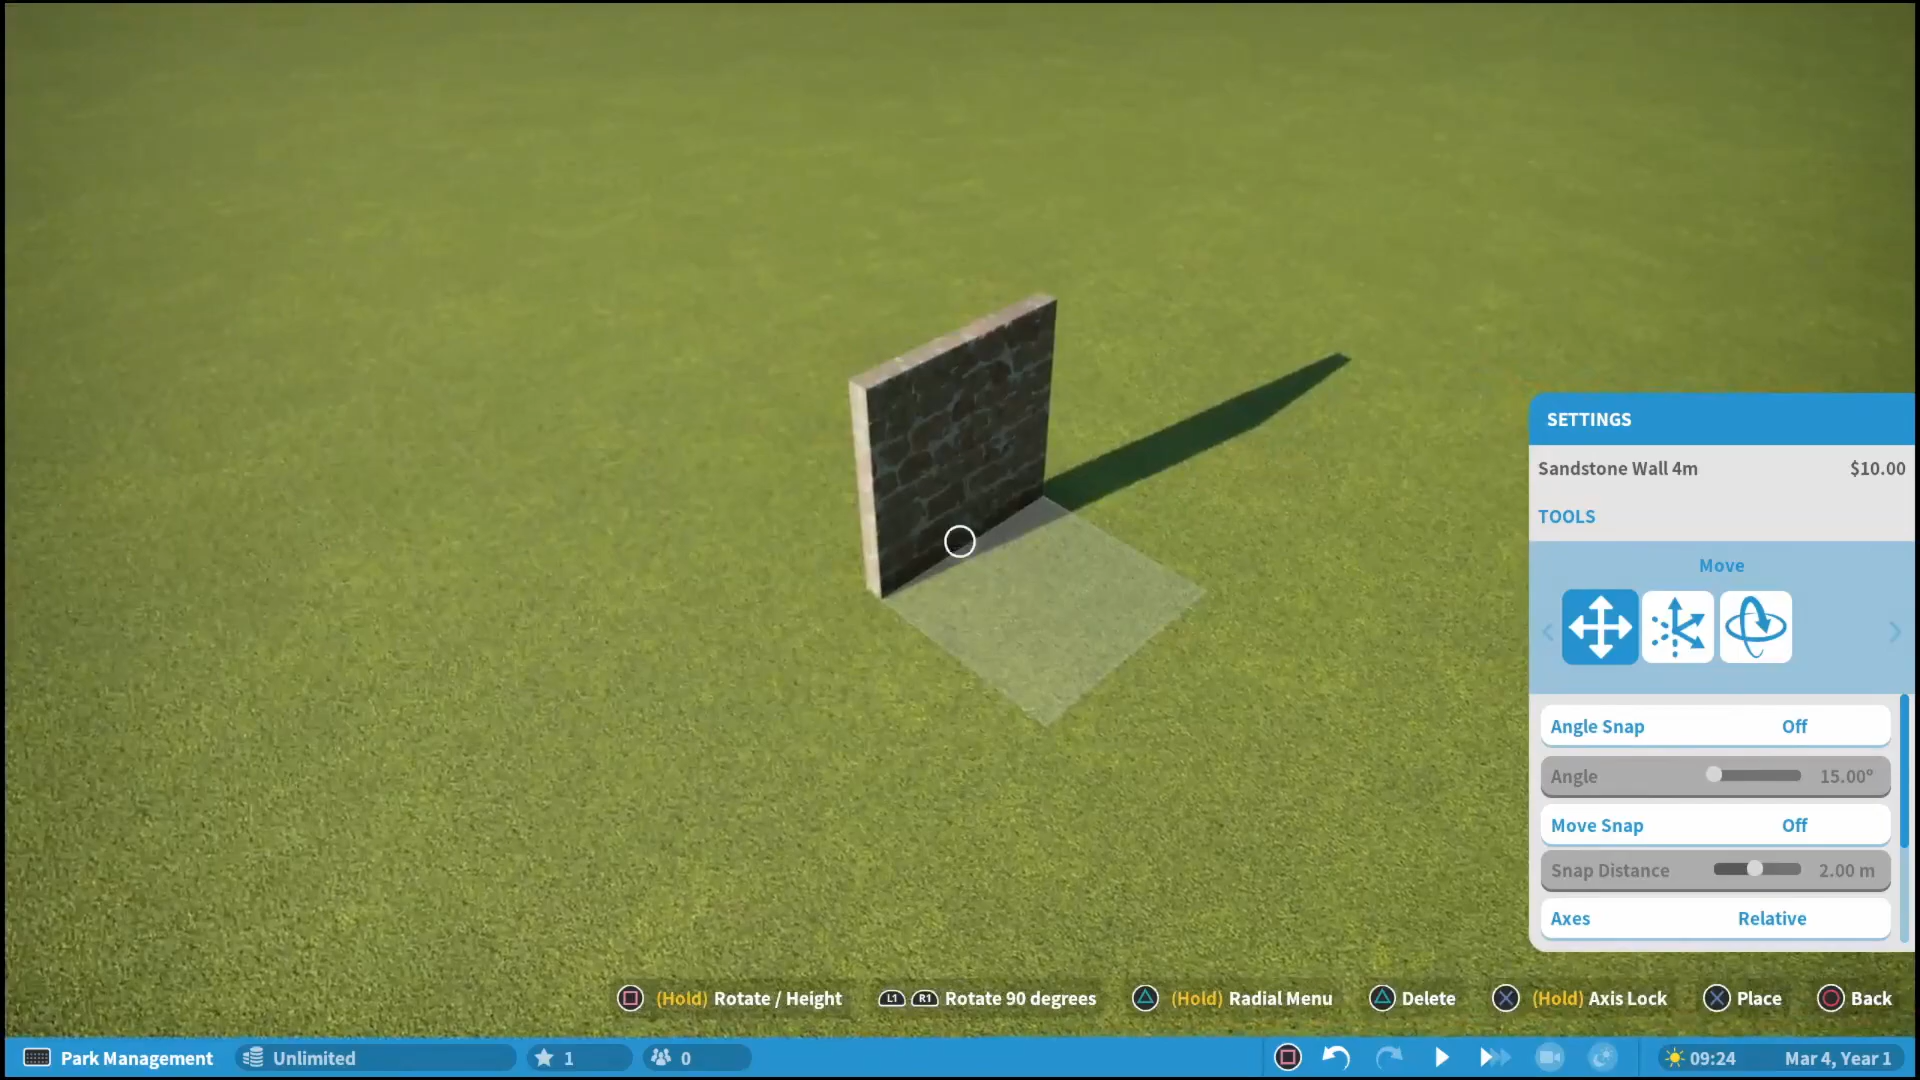 SETTINGS
Sandstone Wall 4m $10.00
TOOLS
Move
Angle Snap Off
Angle 15.00°
Move Snap Off
Snap Distance 2.00 m
Axes Relative
(Hold) Rotate / Height L1 R1 Rotate 90 degrees (Hold) Radial Menu Delete (Hold) Axis Lock Place Back
Park Management Unlimited 1 0 09:24 Mar 4, Year 1